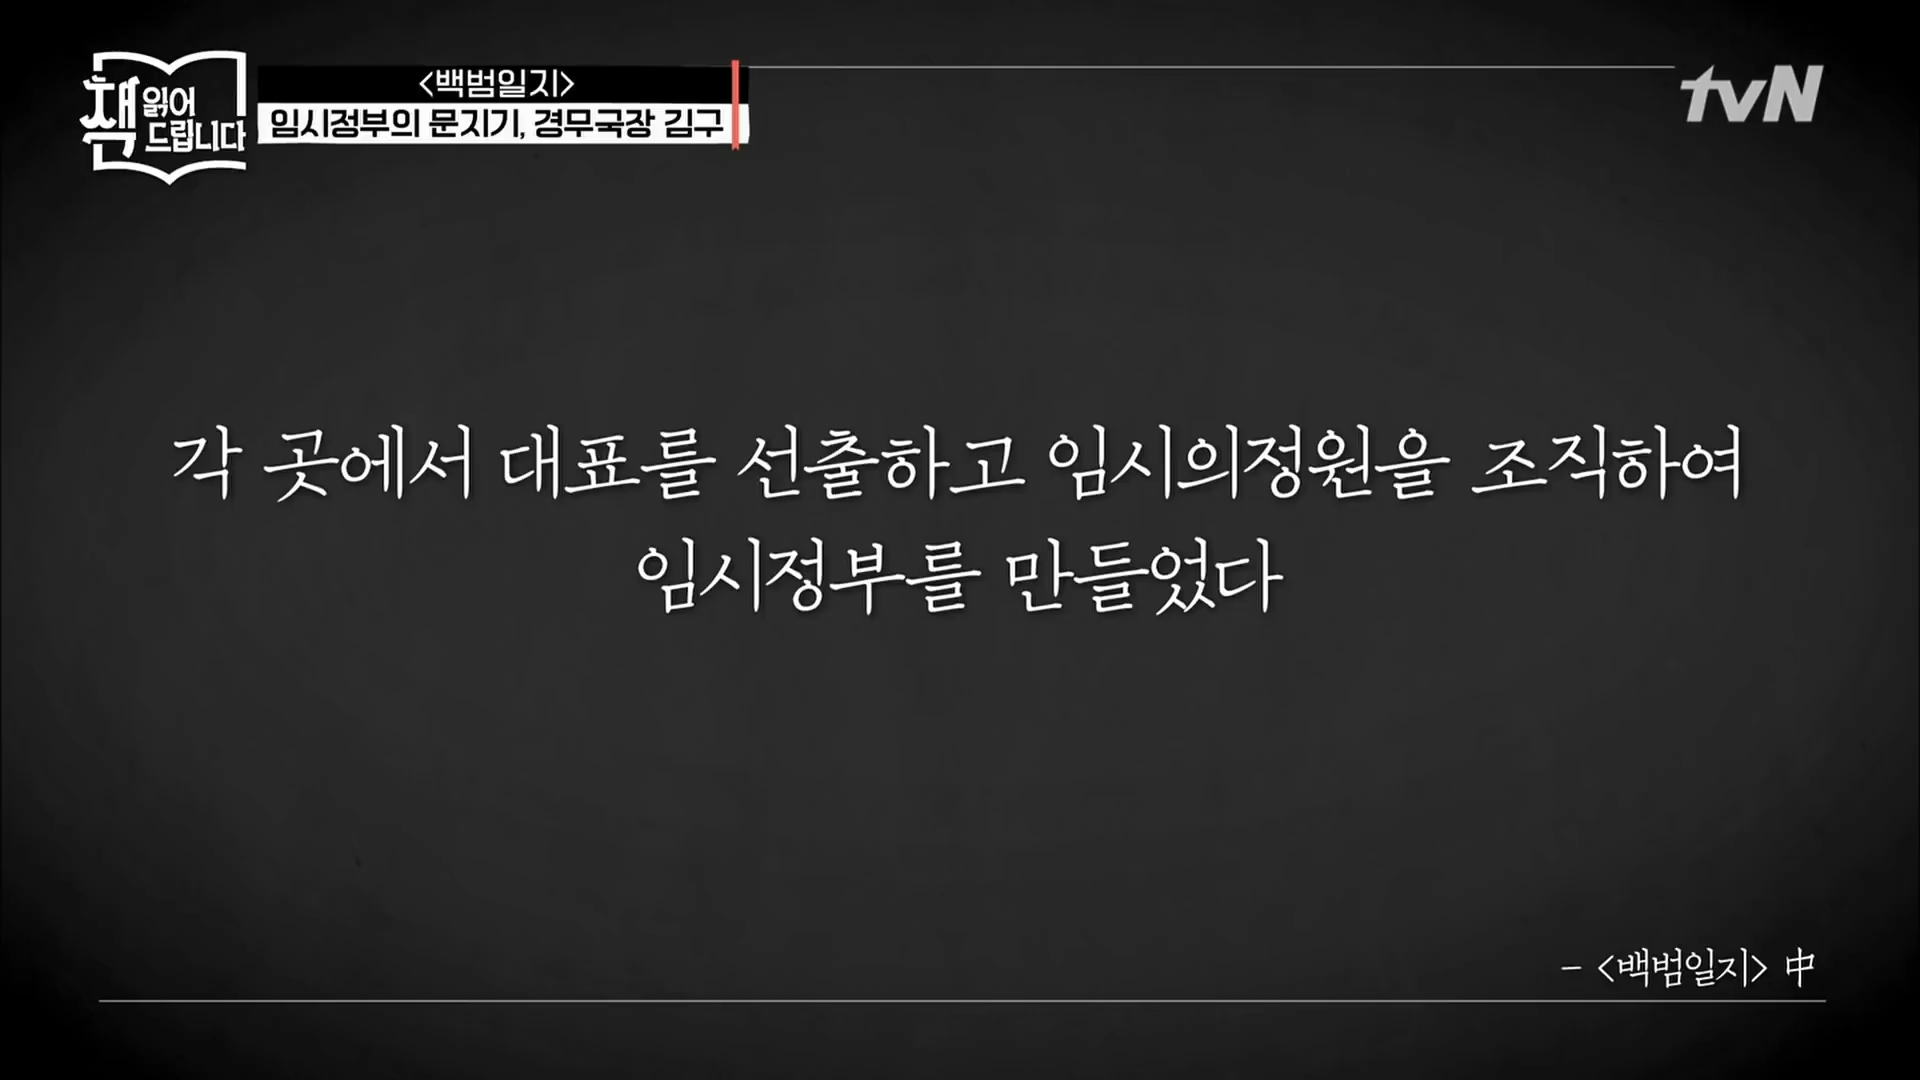 책 읽어
드립니다
<백범일지>
임시정부의 문지기, 경무국장 김구
tvN
각 곳에서 대표를 선출하고 임시의정원을 조직하여
임시정부를 만들었다
- <백범일지> 中